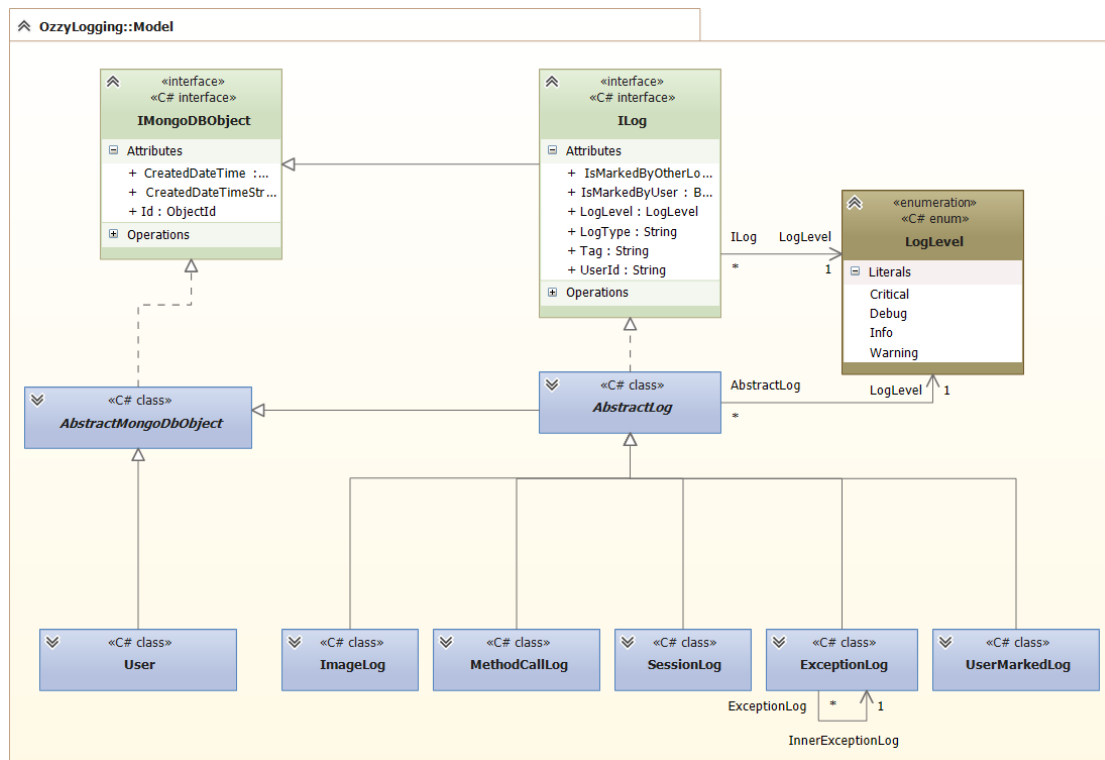 OzzyLogging::Model
«interface»
«C# interface»
IMongoDBObject
Attributes
+ CreatedDateTime :...
+ CreatedDateTimeStr...
+ Id : ObjectId
Operations
«interface»
«C# interface»
ILog
Attributes
+ IsMarkedByOtherLo...
+ IsMarkedByUser : B...
+ LogLevel : LogLevel
+ LogType : String
+ Tag : String
+ UserId : String
Operations
ILog LogLevel
* 1
«enumeration»
«C# enum»
LogLevel
Literals
Critical
Debug
Info
Warning
«C# class»
AbstractMongoDbObject
«C# class»
AbstractLog
AbstractLog
*
LogLevel 1
«C# class»
User
«C# class»
ImageLog
«C# class»
MethodCallLog
«C# class»
SessionLog
«C# class»
ExceptionLog
«C# class»
UserMarkedLog
ExceptionLog * 1
InnerExceptionLog